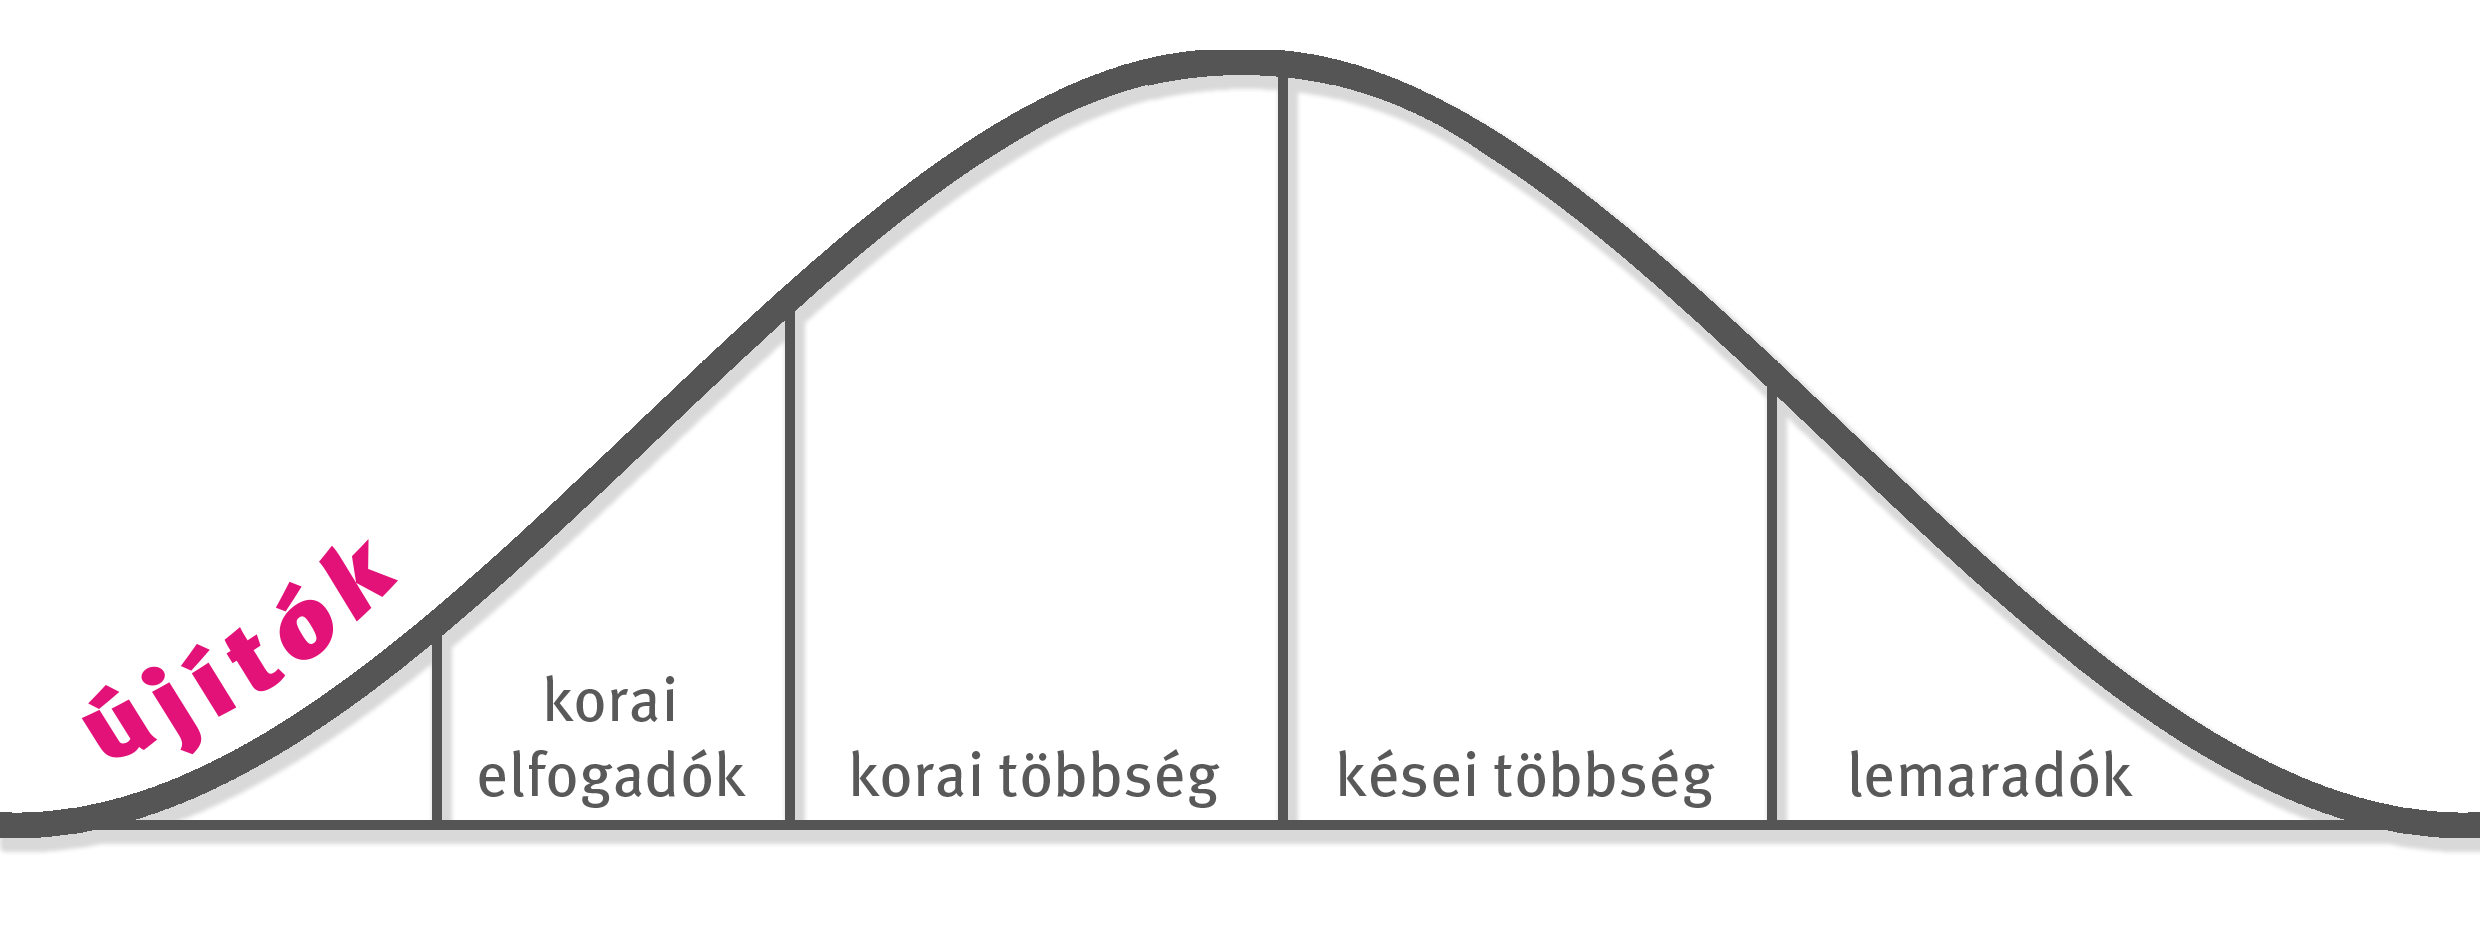 újítók
korai
elfogadók
korai többség
kései többség
lemaradók